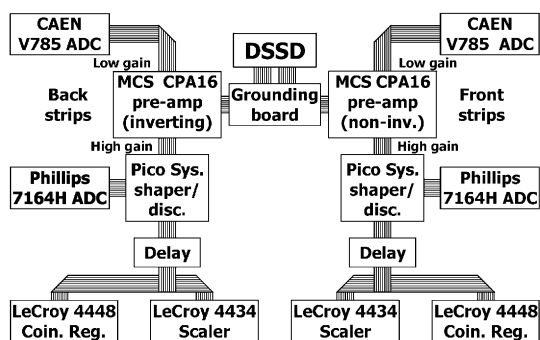 CAEN
V785 ADC
Low gain
DSSD
Low gain
CAEN
V785 ADC
Back
strips
MCS CPA16
pre-amp
(inverting)
Grounding
board
MCS CPA16
pre-amp
(non-inv.)
Front
strips
High gain
High gain
Phillips
7164H ADC
Pico Sys.
shaper/
disc.
Pico Sys.
shaper/
disc.
Phillips
7164H ADC
Delay
Delay
LeCroy 4448
Coin. Reg.
LeCroy 4434
Scaler
LeCroy 4434
Scaler
LeCroy 4448
Coin. Reg.